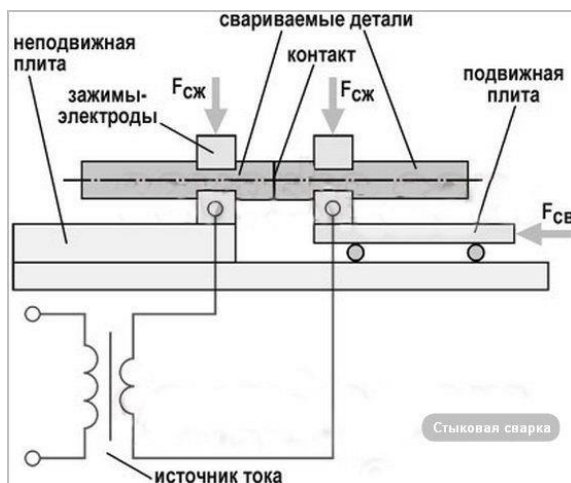 свариваемые детали
неподвижная
плита
контакт
подвижная
плита
зажимы-
электроды
Fсж
Fсж
Fсв
Стыковая сварка
источник тока